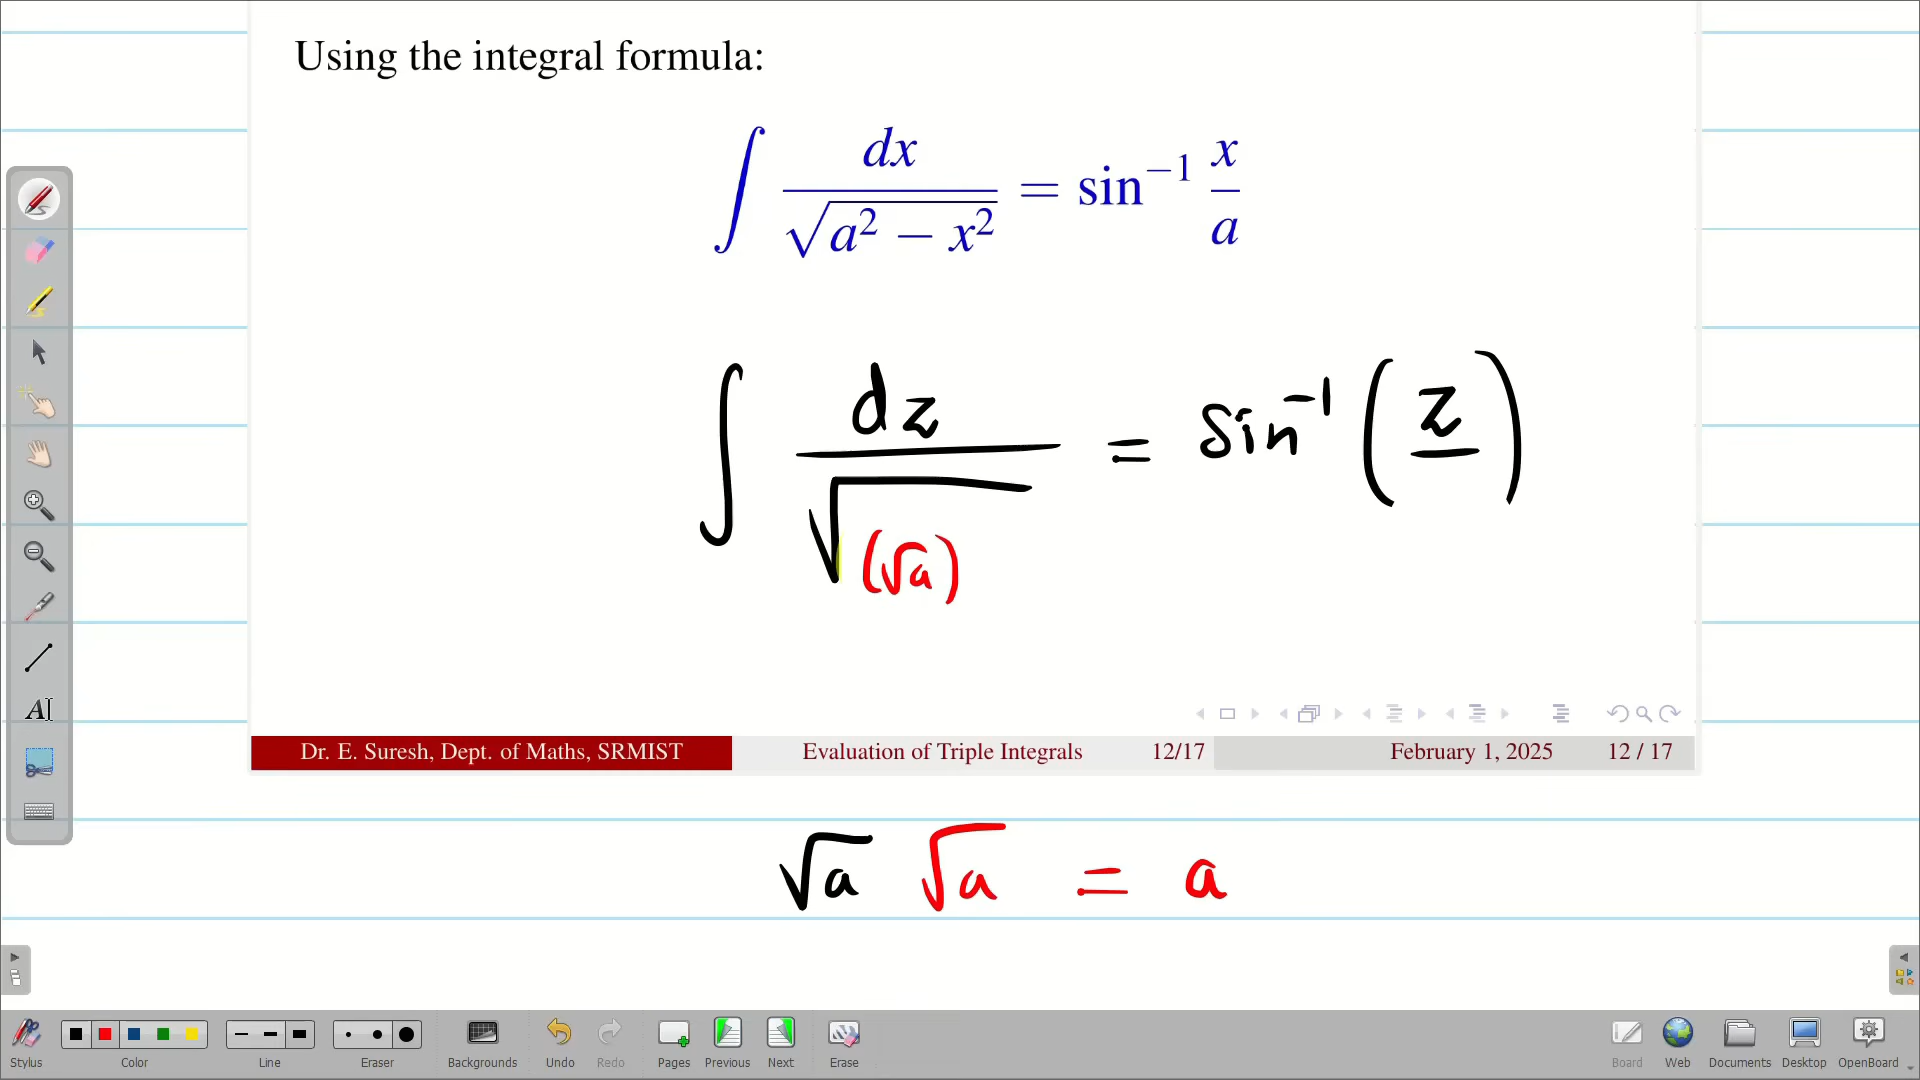 Using the integral formula:
∫ dx / √(a² − x²) = sin⁻¹ x/a
∫ dz / √ (√a) = sin⁻¹ (z/ )
Dr. E. Suresh, Dept. of Maths, SRMIST Evaluation of Triple Integrals 12/17 February 1, 2025 12 / 17
√a √a = a
Stylus Color Line Eraser Backgrounds Undo Redo Pages Previous Next Erase Board Web Documents Desktop OpenBoard